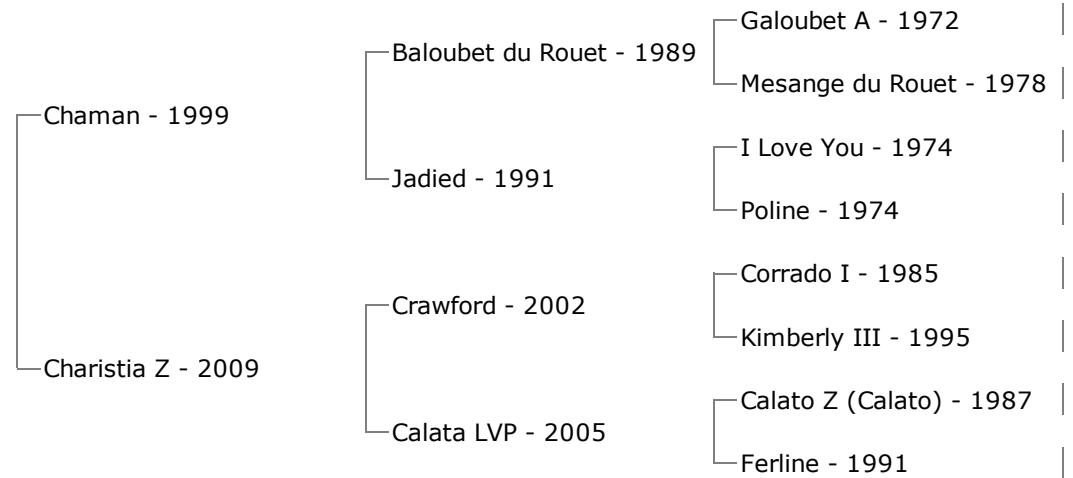 Galoubet A - 1972
Baloubet du Rouet - 1989
Mesange du Rouet - 1978
Chaman - 1999
I Love You - 1974
Jadied - 1991
Poline - 1974
Corrado I - 1985
Crawford - 2002
Kimberly III - 1995
Charistia Z - 2009
Calato Z (Calato) - 1987
Calata LVP - 2005
Ferline - 1991